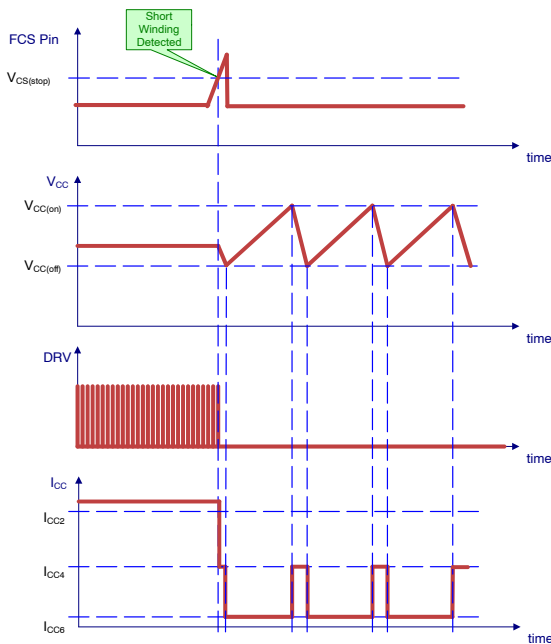 Short
Winding
Detected
FCS Pin
VCS(stop)
time
VCC
VCC(on)
VCC(off)
time
DRV
time
ICC
ICC2
ICC4
ICC6
time